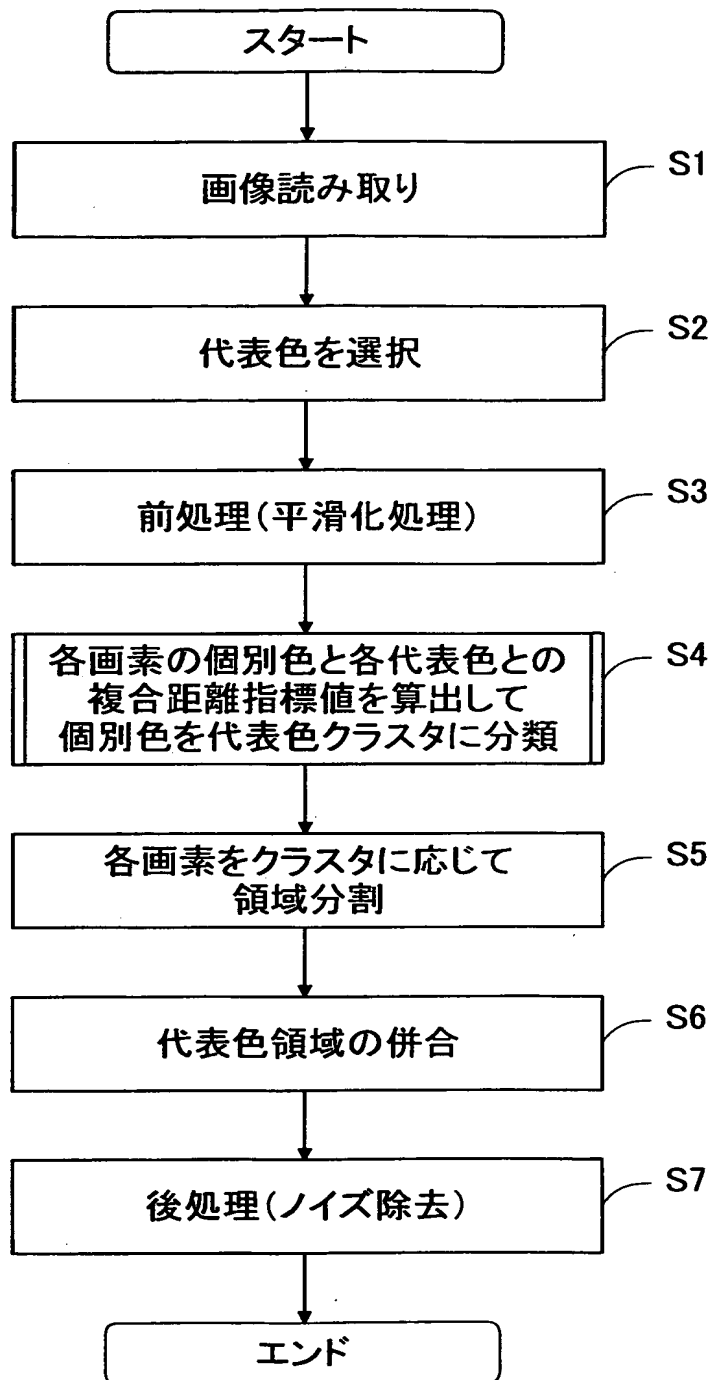 スタート
画像読み取り
S1
代表色を選択
S2
前処理(平滑化処理)
S3
各画素の個別色と各代表色との
複合距離指標値を算出して
個別色を代表色クラスタに分類
S4
各画素をクラスタに応じて
領域分割
S5
代表色領域の併合
S6
後処理(ノイズ除去)
S7
エンド